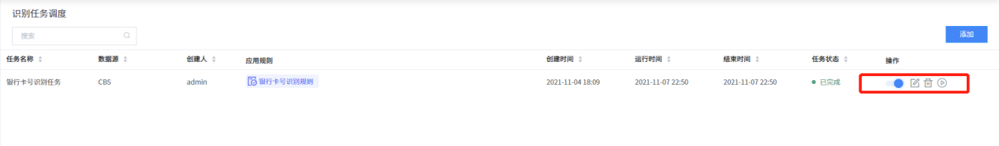 识别任务调度
搜索
添加
任务名称 数据源 创建人 应用规则 创建时间 运行时间 结束时间 任务状态 操作
银行卡号识别任务 CBS admin 银行卡号识别规则 2021-11-04 18:09 2021-11-07 22:50 2021-11-07 22:50 已完成